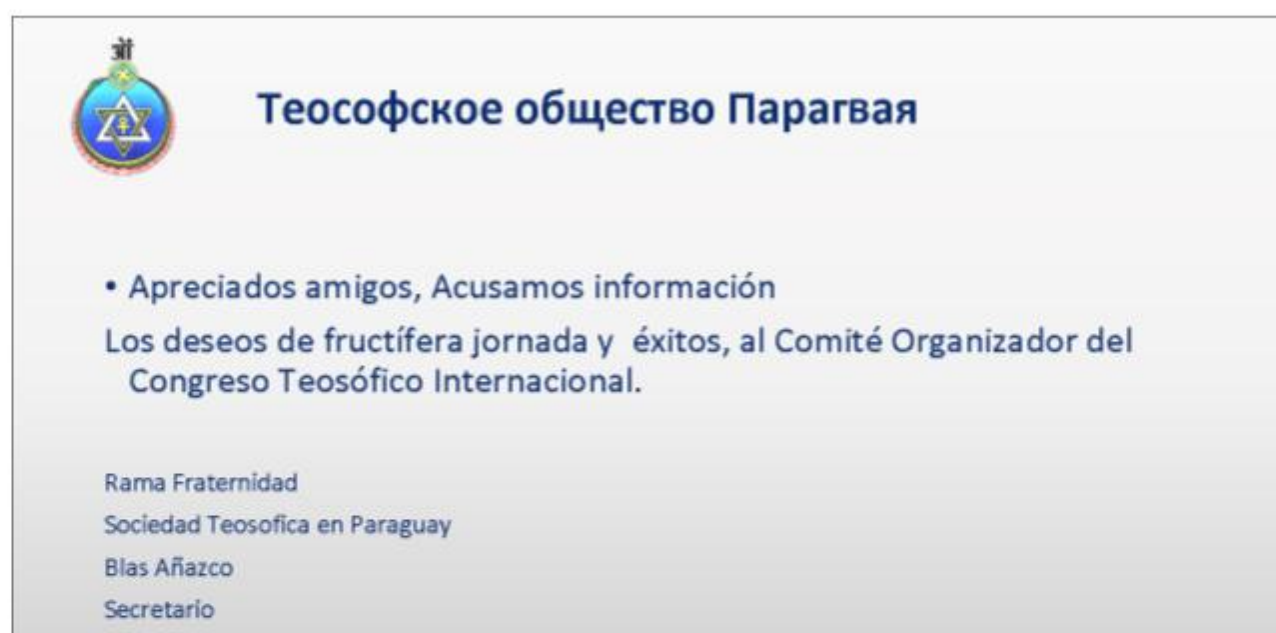 ॐ
Теософское общество Парагвая
• Apreciados amigos, Acusamos información
Los deseos de fructífera jornada y éxitos, al Comité Organizador del
Congreso Teosófico Internacional.
Rama Fraternidad
Sociedad Teosofica en Paraguay
Blas Añazco
Secretario